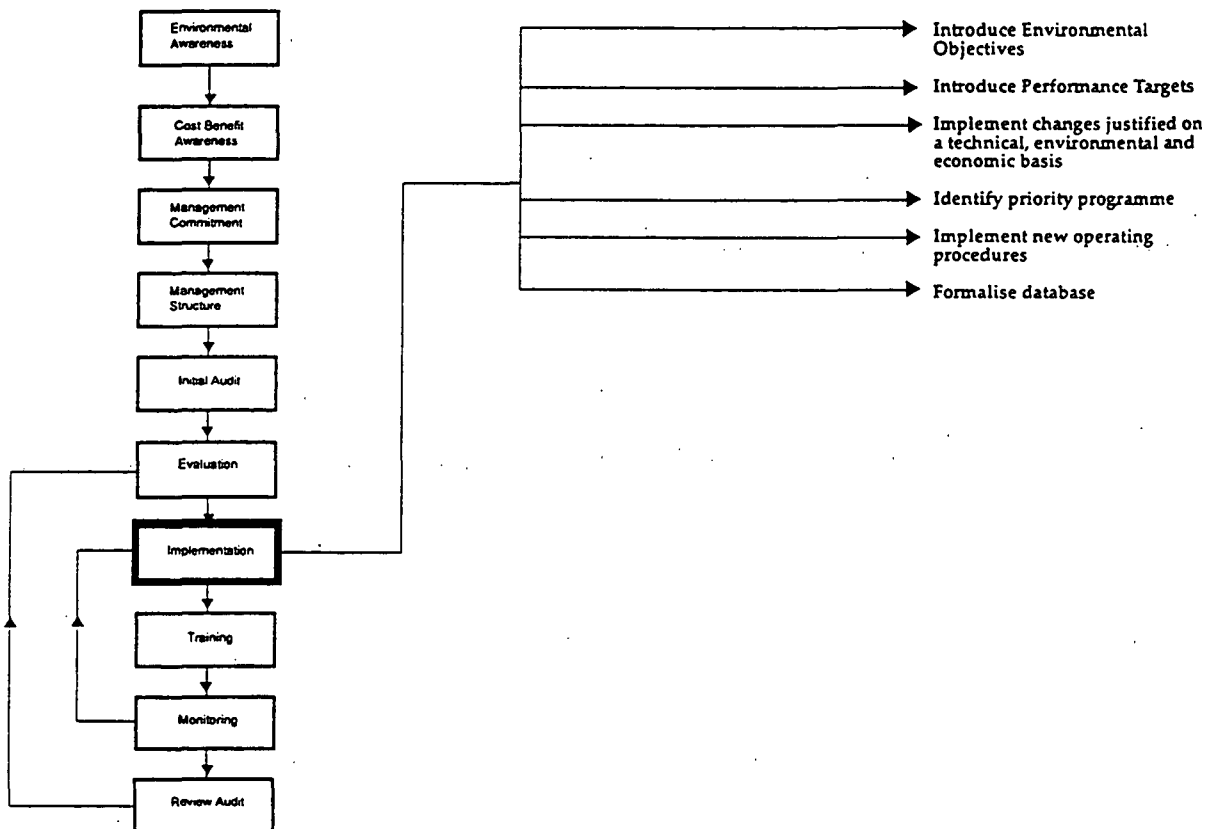 Environmental
Awareness
Cost Benefit
Awareness
Management
Commitment
Management
Structure
Initial Audit
Evaluation
Implementation
Training
Monitoring
Review Audit
Introduce Environmental
Objectives
Introduce Performance Targets
Implement changes justified on
a technical, environmental and
economic basis
Identify priority programme
Implement new operating
procedures
Formalise database